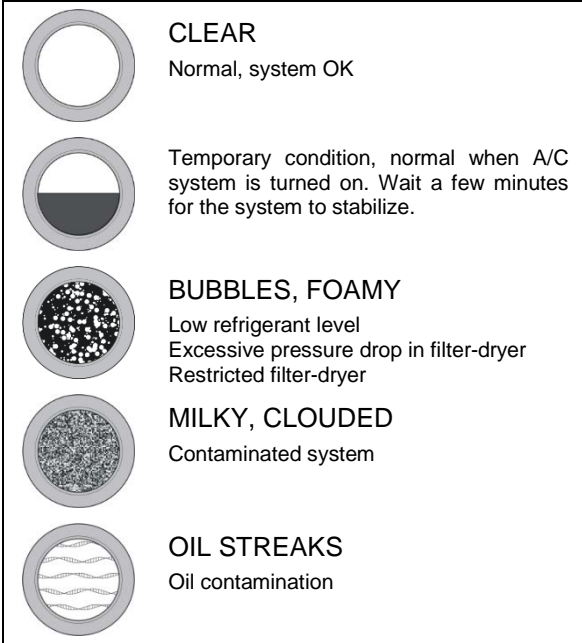 CLEAR
Normal, system OK
Temporary condition, normal when A/C
system is turned on. Wait a few minutes
for the system to stabilize.
BUBBLES, FOAMY
Low refrigerant level
Excessive pressure drop in filter-dryer
Restricted filter-dryer
MILKY, CLOUDED
Contaminated system
OIL STREAKS
Oil contamination